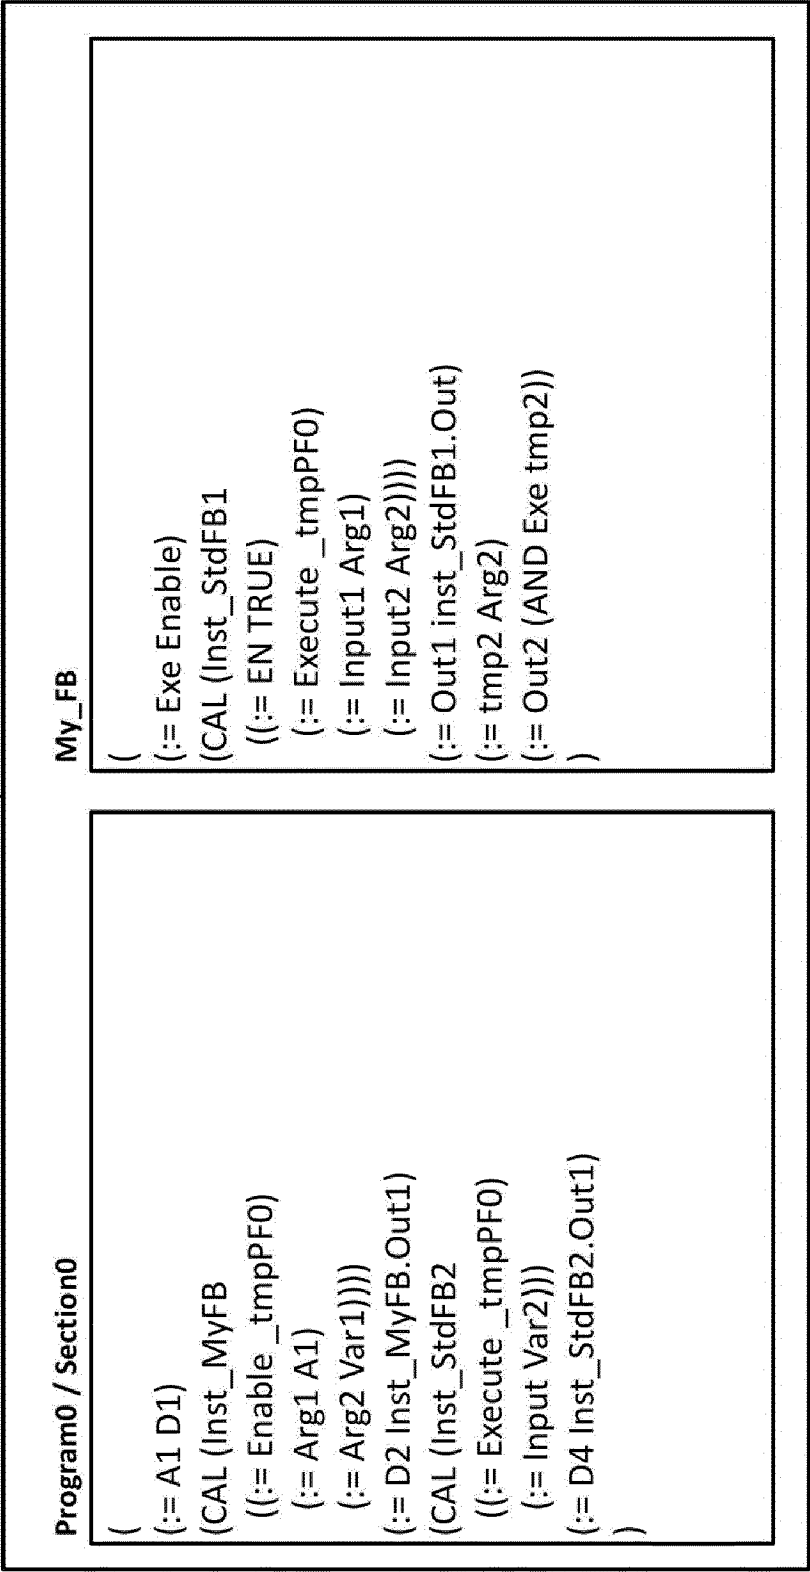 Program0 / Section0
(
(:= A1 D1)
(CAL (Inst_MyFB
((:= Enable _tmpPF0)
(:= Arg1 A1)
(:= Arg2 Var1))))
(:= D2 Inst_MyFB.Out1)
(CAL (Inst_StdFB2
((:= Execute _tmpPF0)
(:= Input Var2)))
(:= D4 Inst_StdFB2.Out1)
)
My_FB
(
(:= Exe Enable)
(CAL (Inst_StdFB1
((:= EN TRUE)
(:= Execute _tmpPF0)
(:= Input1 Arg1)
(:= Input2 Arg2))))
(:= Out1 inst_StdFB1.Out)
(:= tmp2 Arg2)
(:= Out2 (AND Exe tmp2))
)